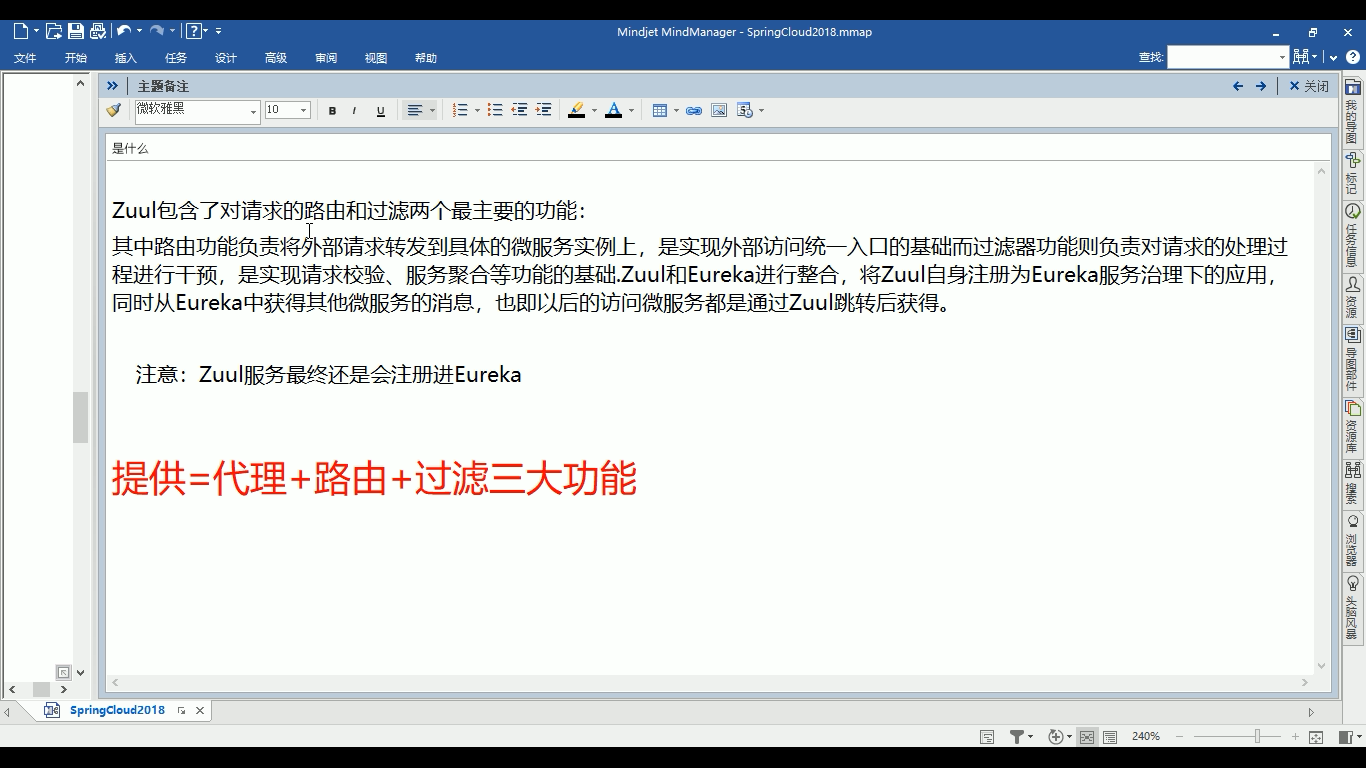 Mindjet MindManager - SpringCloud2018.mmap
文件 开始 插入 任务 设计 高级 审阅 视图 帮助 查找:
主题备注 关闭
微软雅黑 10 B I U A
是什么
Zuul包含了对请求的路由和过滤两个最主要的功能：
其中路由功能负责将外部请求转发到具体的微服务实例上，是实现外部访问统一入口的基础而过滤器功能则负责对请求的处理过
程进行干预，是实现请求校验、服务聚合等功能的基础.Zuul和Eureka进行整合，将Zuul自身注册为Eureka服务治理下的应用，
同时从Eureka中获得其他微服务的消息，也即以后的访问微服务都是通过Zuul跳转后获得。
注意：Zuul服务最终还是会注册进Eureka
提供=代理+路由+过滤三大功能
我的导图
标记
任务信息
资源
导图部件
资源库
搜索
浏览器
头脑风暴
SpringCloud2018
240%